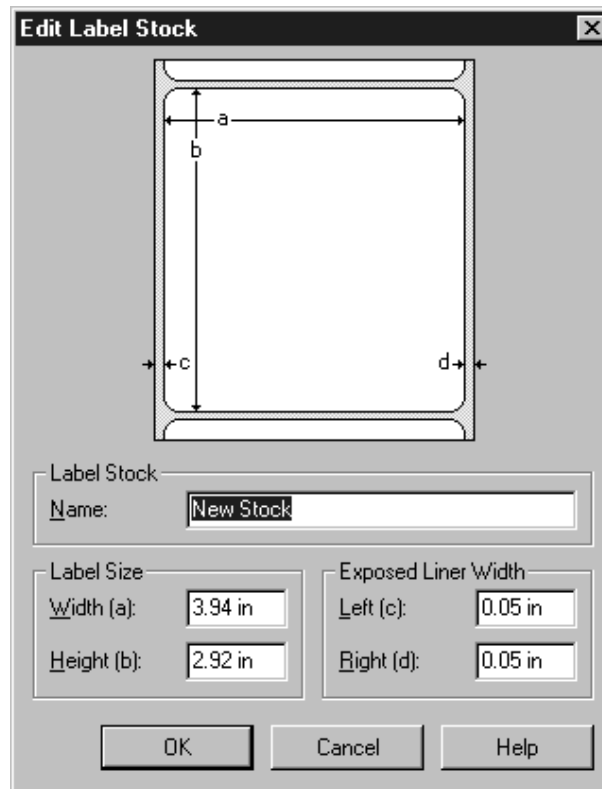 Edit Label Stock
a
b
c d
Label Stock
Name: New Stock
Label Size
Width (a): 3.94 in
Height (b): 2.92 in
Exposed Liner Width
Left (c): 0.05 in
Right (d): 0.05 in
OK Cancel Help